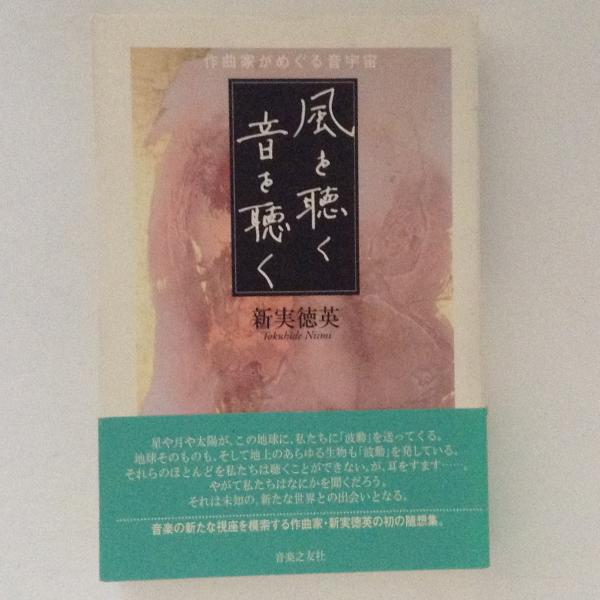 作曲家がめぐる音宇宙
風を聴く
音を聴く
新実徳英
Tokuhide Niimi
星や月や太陽が、この地球に、私たちに「波動」を送ってくる。
地球そのものも、そして地上のあらゆる生物も「波動」を発している。
それらのほとんどを私たちは聴くことができない。が、耳をすます……。
やがて私たちはなにかを聞くだろう。
それは未知の、新たな世界との出会いとなる。
音楽の新たな視座を模索する作曲家・新実徳英の初の随想集。
音楽之友社